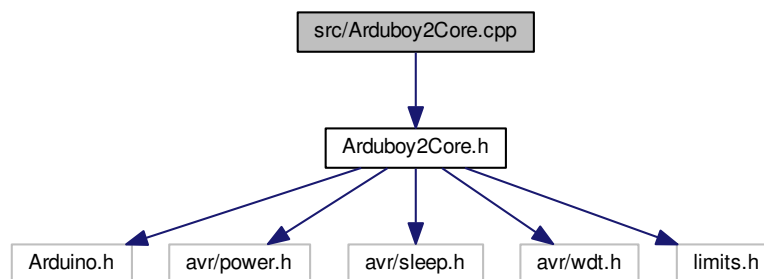 src/Arduboy2Core.cpp
Arduboy2Core.h
Arduino.h
avr/power.h
avr/sleep.h
avr/wdt.h
limits.h